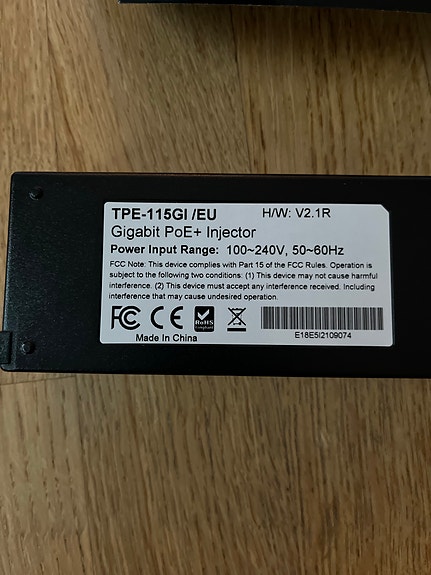 TPE-115GI /EU H/W: V2.1R
Gigabit PoE+ Injector
Power Input Range: 100~240V, 50~60Hz
FCC Note: This device complies with Part 15 of the FCC Rules. Operation is
subject to the following two conditions: (1) This device may not cause harmful
interference. (2) This device must accept any interference received. Including
interference that may cause undesired operation.
FC CE RoHS
Compliant
Made In China E18E5I2109074